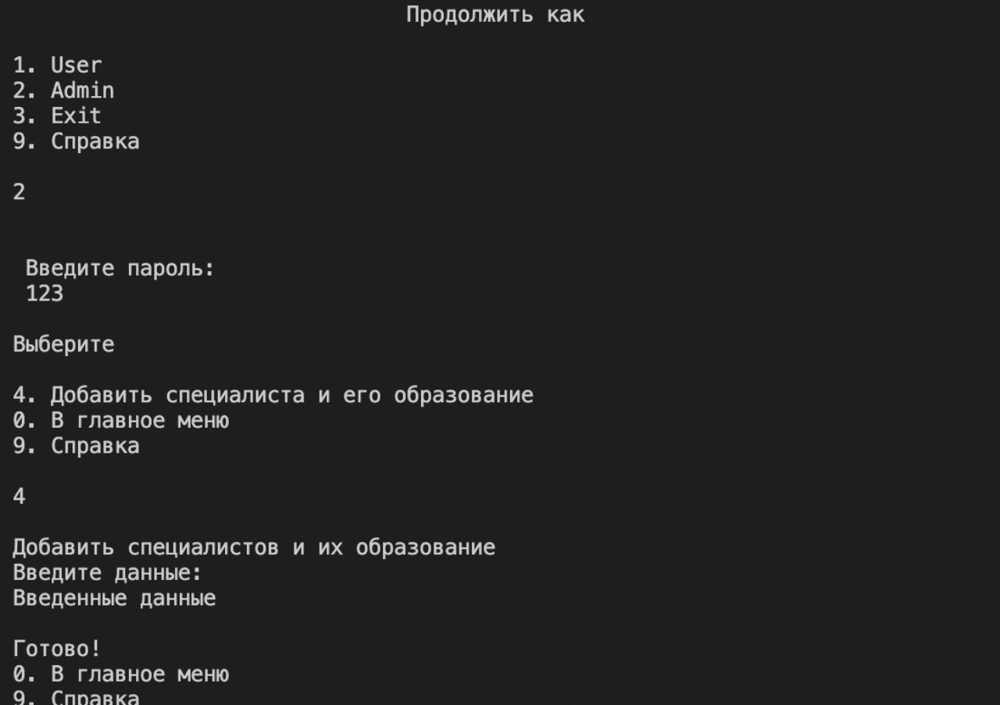 Продолжить как
1. User
2. Admin
3. Exit
9. Справка
2
Введите пароль:
123
Выберите
4. Добавить специалиста и его образование
0. В главное меню
9. Справка
4
Добавить специалистов и их образование
Введите данные:
Введенные данные
Готово!
0. В главное меню
9. Справка